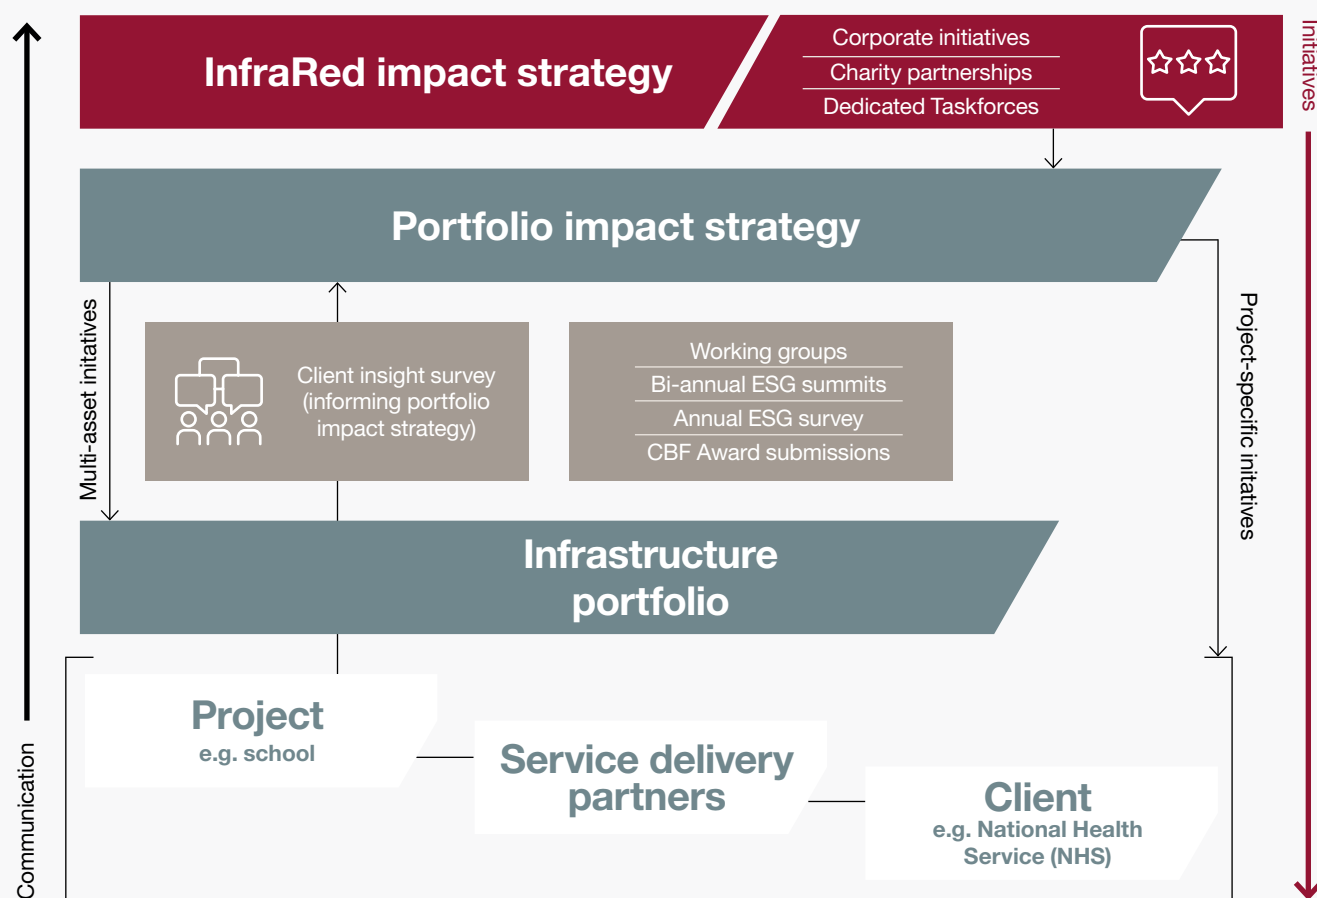 InfraRed impact strategy
Corporate initiatives
Charity partnerships
Dedicated Taskforces
Initiatives
Portfolio impact strategy
Multi-asset initatives
Client insight survey
(informing portfolio
impact strategy)
Working groups
Bi-annual ESG summits
Annual ESG survey
CBF Award submissions
Project-specific initatives
Infrastructure
portfolio
Project
e.g. school
Service delivery
partners
Client
e.g. National Health
Service (NHS)
Communication